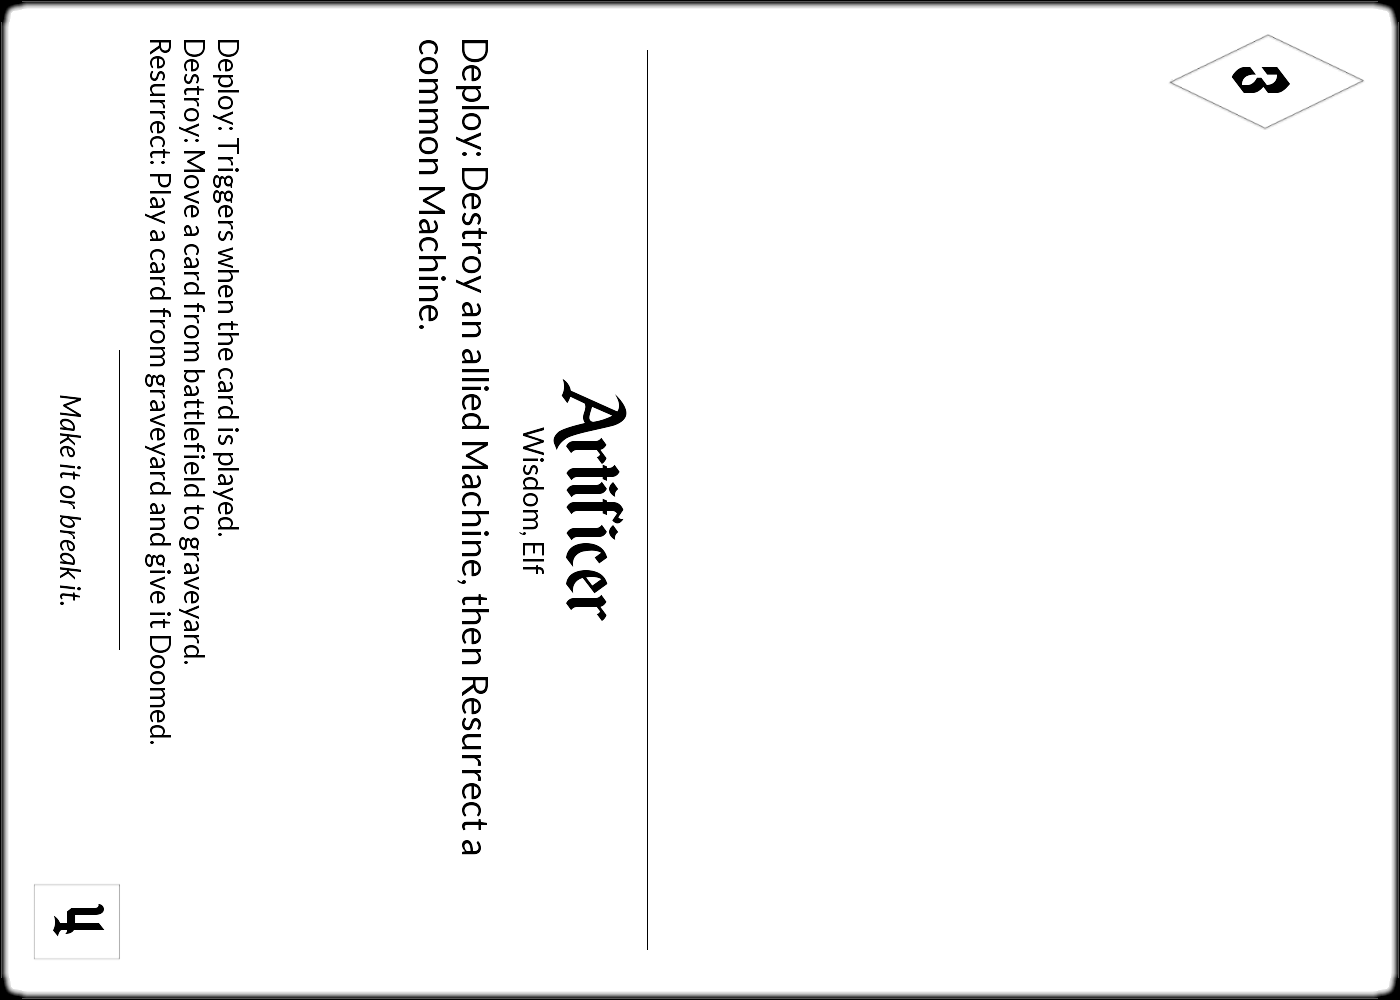 3
Artificer
Wisdom, Elf
Deploy: Destroy an allied Machine, then Resurrect a
common Machine.
Deploy: Triggers when the card is played.
Destroy: Move a card from battlefield to graveyard.
Resurrect: Play a card from graveyard and give it Doomed.
Make it or break it.
4